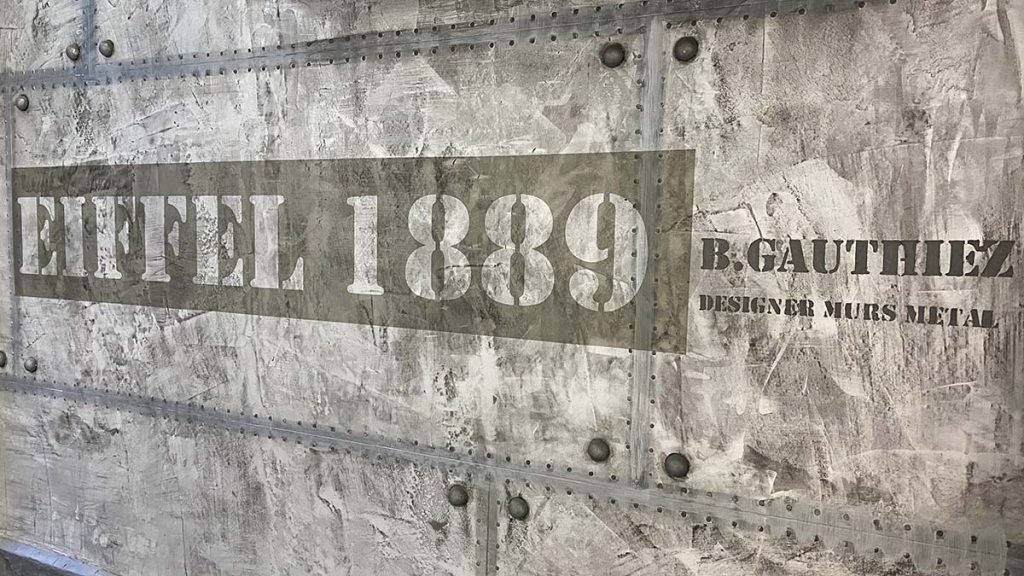 EIFFEL 1889
B.GAUTHIEZ
DESIGNER MURS METAL